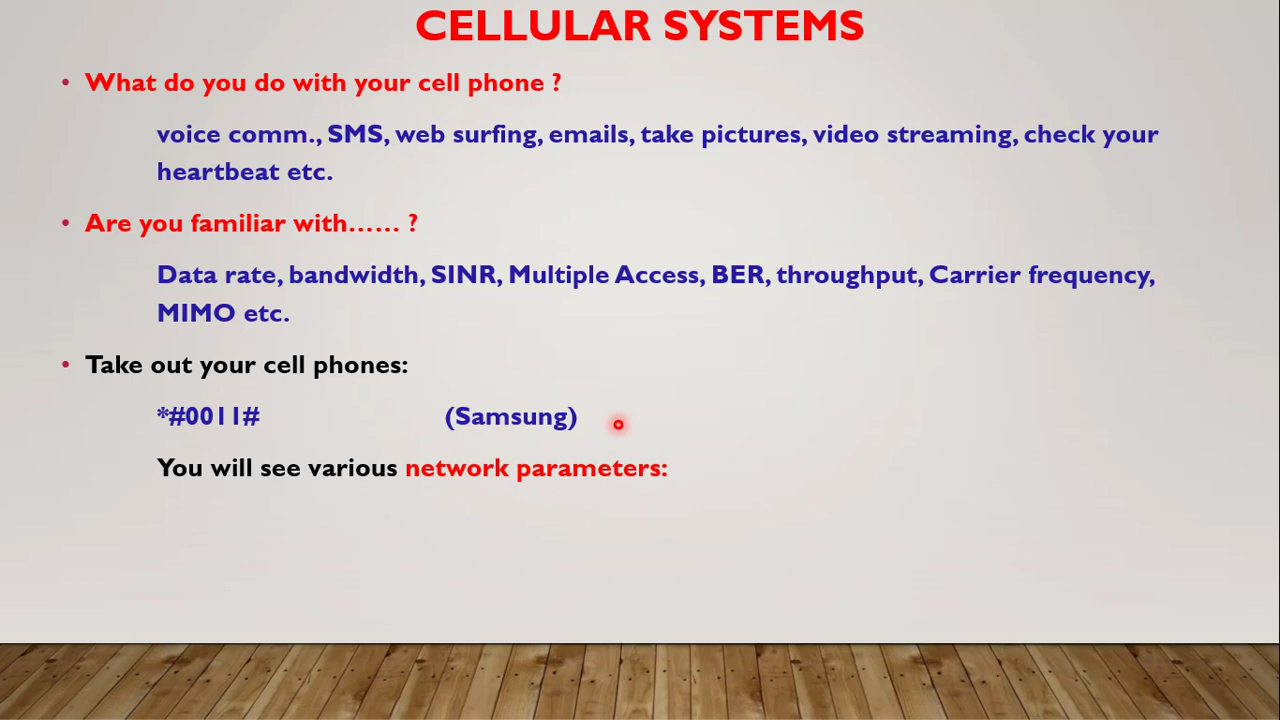 CELLULAR SYSTEMS
• What do you do with your cell phone ?
voice comm., SMS, web surfing, emails, take pictures, video streaming, check your
heartbeat etc.
• Are you familiar with…… ?
Data rate, bandwidth, SINR, Multiple Access, BER, throughput, Carrier frequency,
MIMO etc.
• Take out your cell phones:
*#0011# (Samsung)
You will see various network parameters: